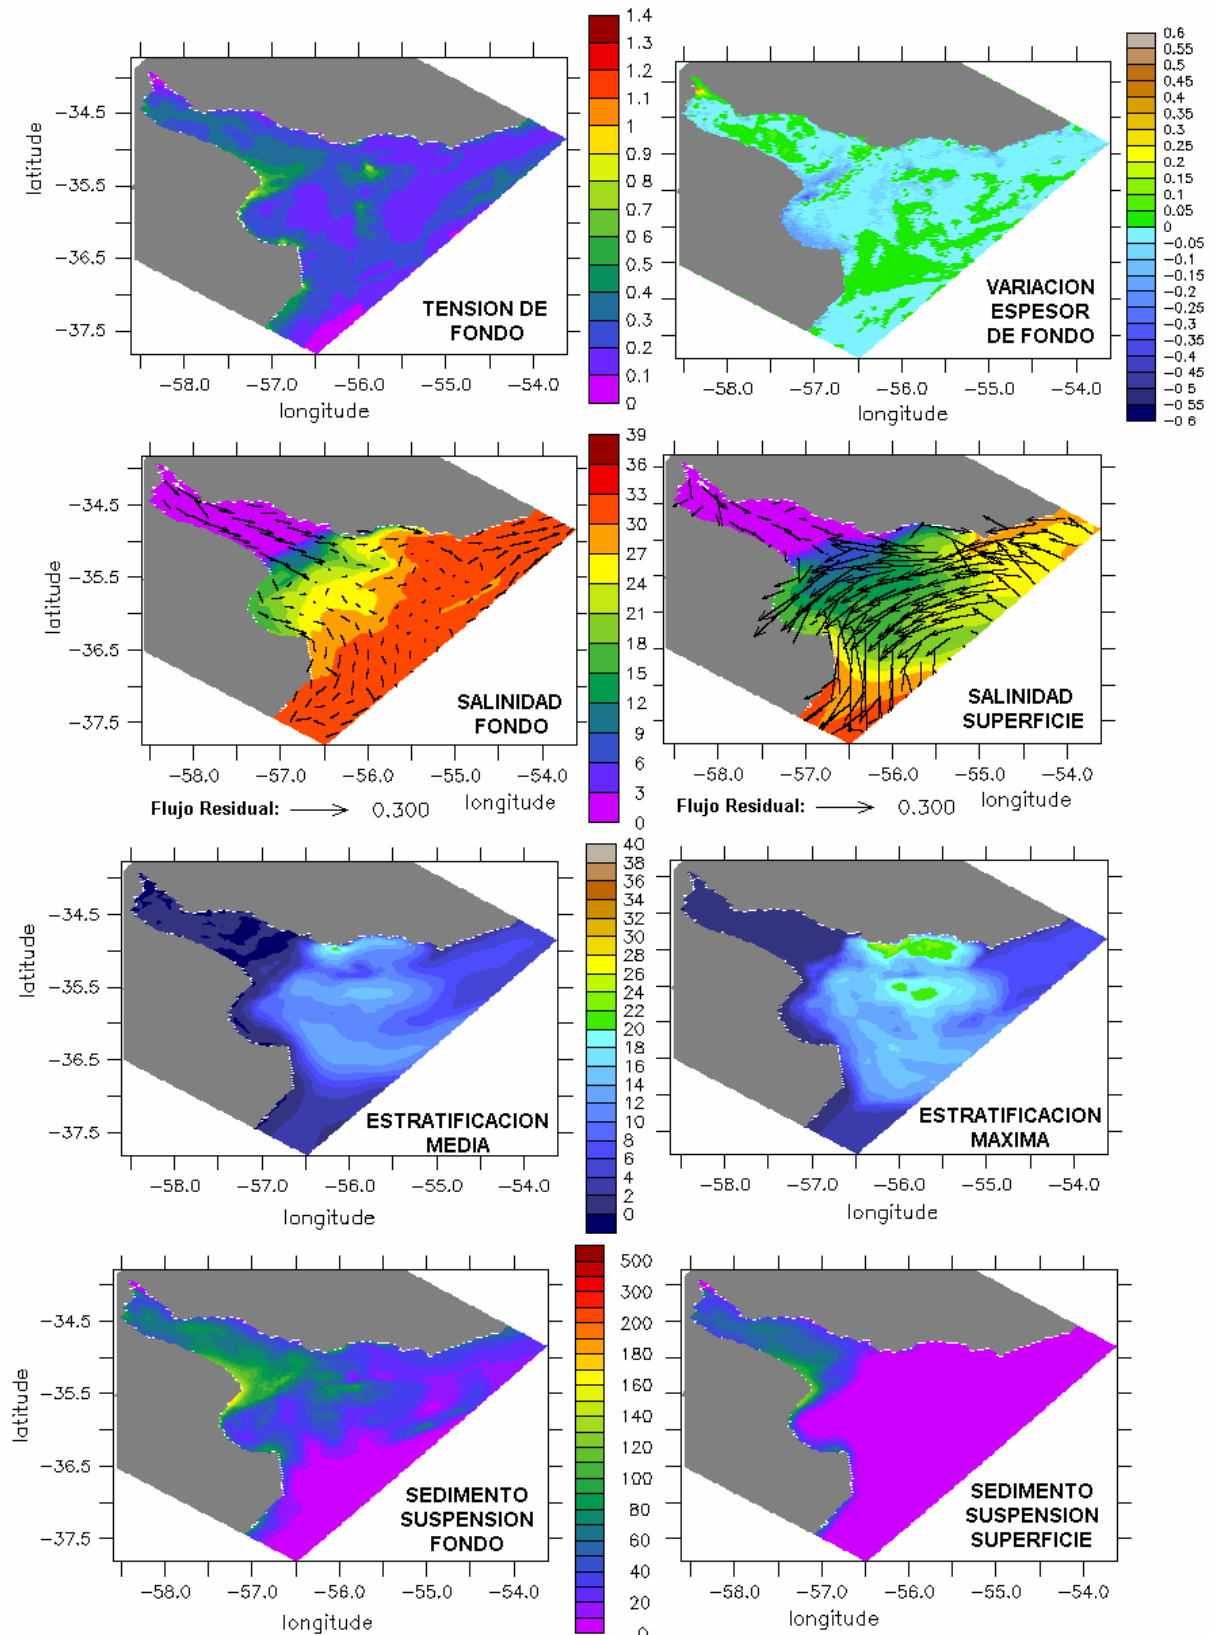 latitude
−34.5
−35.5
−36.5
−37.5
TENSION DE
FONDO
−58.0 −57.0 −56.0 −55.0 −54.0
longitude
1.4
1.3
1.2
1.1
1
0.9
0.8
0.7
0.6
0.5
0.4
0.3
0.2
0.1
0
VARIACION
ESPESOR
DE FONDO
−58.0 −57.0 −56.0 −55.0 −54.0
longitude
0.6
0.55
0.5
0.45
0.4
0.35
0.3
0.25
0.2
0.15
0.1
0.05
0
−0.05
−0.1
−0.15
−0.2
−0.25
−0.3
−0.35
−0.4
−0.45
−0.5
−0.55
−0.6
latitude
−34.5
−35.5
−36.5
−37.5
SALINIDAD
FONDO
−58.0 −57.0 −56.0 −55.0 −54.0
longitude
Flujo Residual: 0.300
39
36
33
30
27
24
21
18
15
12
9
6
3
0
SALINIDAD
SUPERFICIE
−58.0 −57.0 −56.0 −55.0 −54.0
longitude
Flujo Residual: 0.300
latitude
−34.5
−35.5
−36.5
−37.5
ESTRATIFICACION
MEDIA
−58.0 −57.0 −56.0 −55.0 −54.0
longitude
40
38
36
34
32
30
28
26
24
22
20
18
16
14
12
10
8
6
4
2
0
ESTRATIFICACION
MAXIMA
−58.0 −57.0 −56.0 −55.0 −54.0
longitude
latitude
−34.5
−35.5
−36.5
−37.5
SEDIMENTO
SUSPENSION
FONDO
−58.0 −57.0 −56.0 −55.0 −54.0
longitude
500
300
200
180
160
140
120
100
80
60
40
20
0
SEDIMENTO
SUSPENSION
SUPERFICIE
−58.0 −57.0 −56.0 −55.0 −54.0
longitude